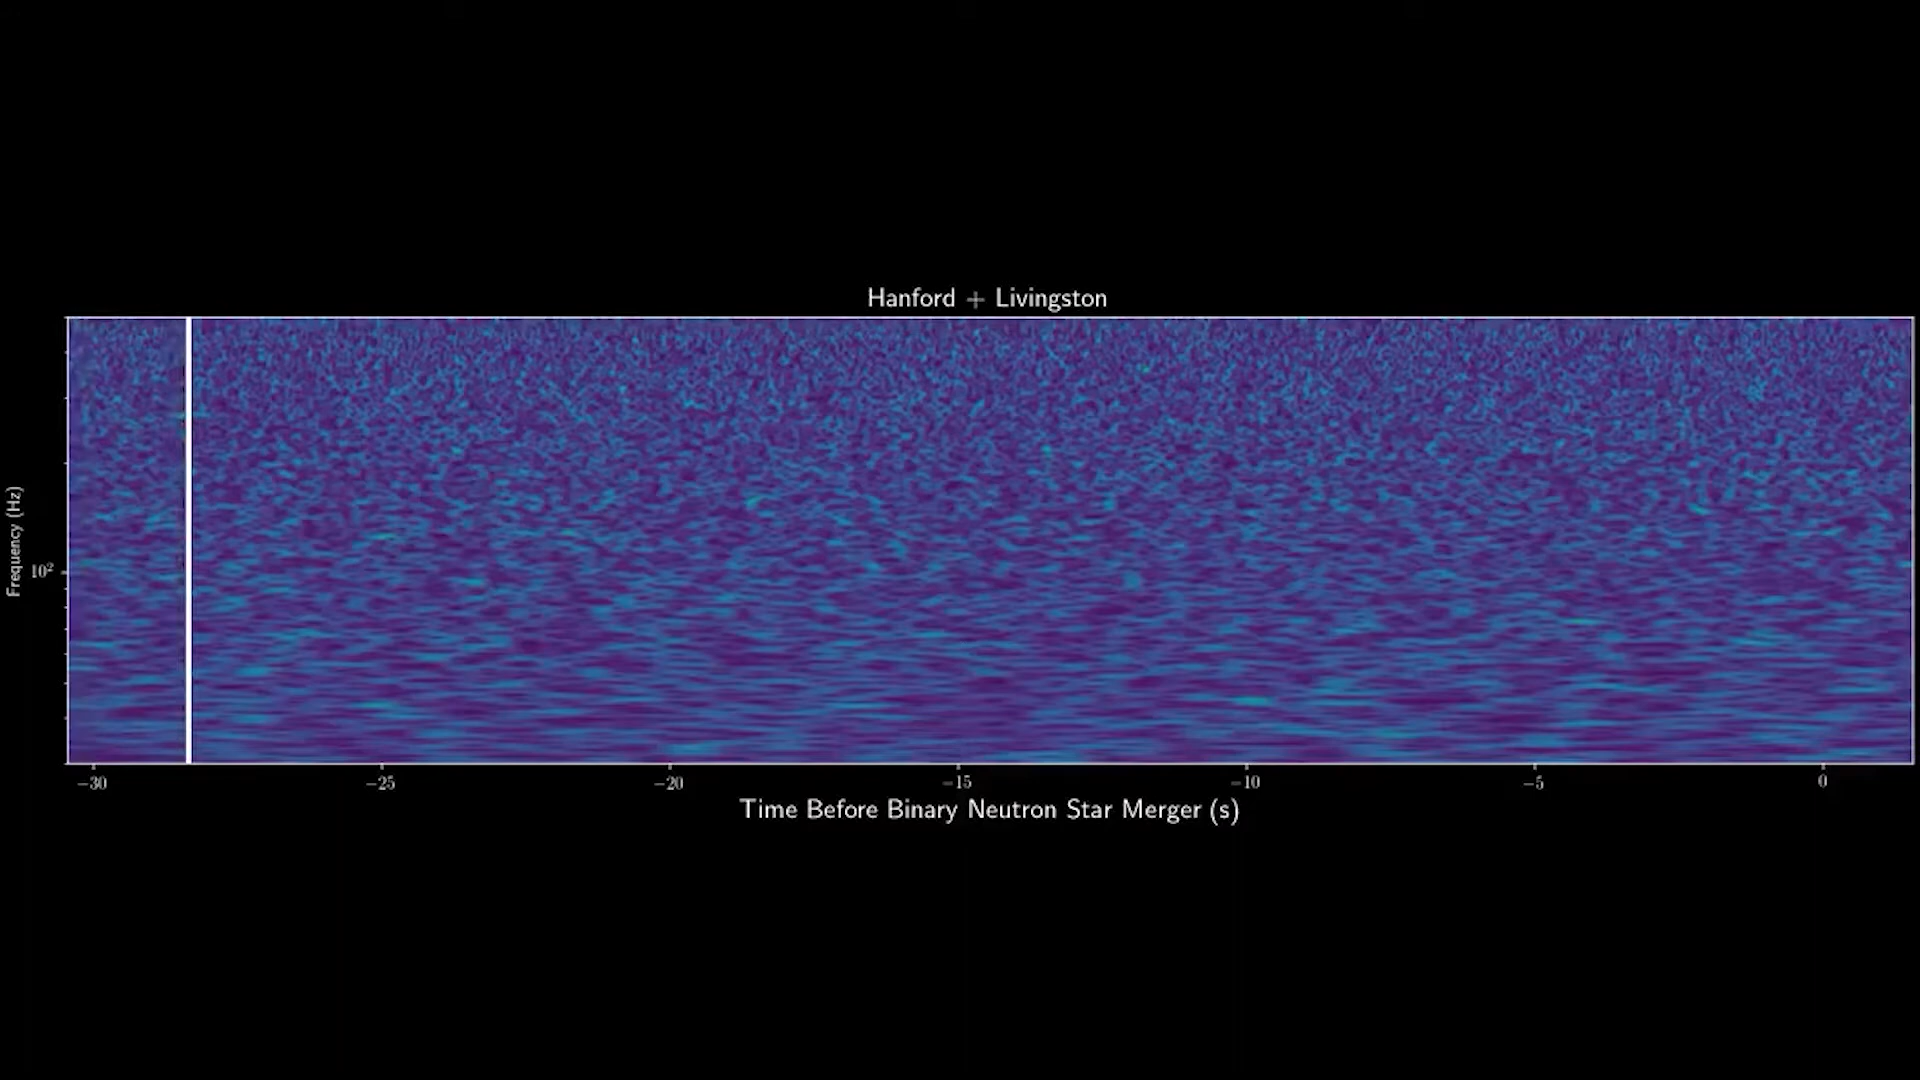 Hanford + Livingston
Frequency (Hz)
10²
−30 −25 −20 −15 −10 −5 0
Time Before Binary Neutron Star Merger (s)